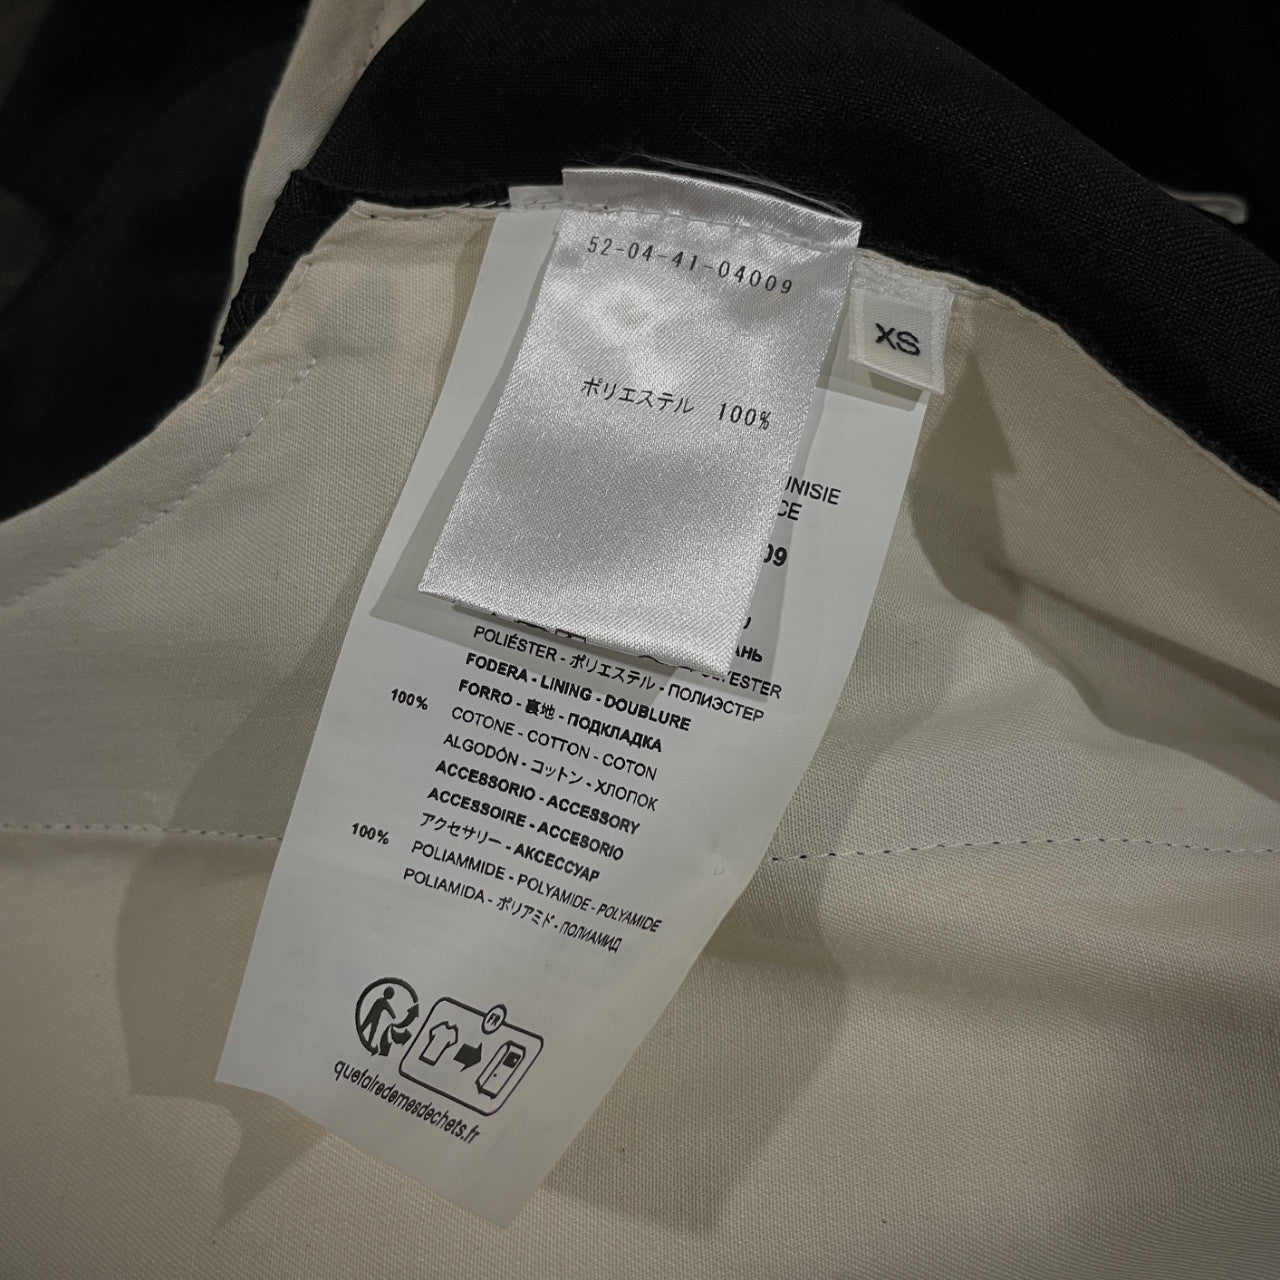 52-04-41-04009
XS
ポリエステル 100%
POLIÉSTER - ポリエステル - ПОЛИЭСТЕР
FODERA - LINING - DOUBLURE
FORRO - 裏地 - ПОДКЛАДКА
100% COTONE - COTTON - COTON
ALGODÓN - コットン - ХЛОПОК
ACCESSORIO - ACCESSORY
ACCESSOIRE - ACCESORIO
アクセサリー - АКСЕССУАР
100% POLIAMMIDE - POLYAMIDE - POLYAMIDE
POLIAMIDA - ポリアミド - ПОЛИАМИД
FR
quefairedemesdechets.fr